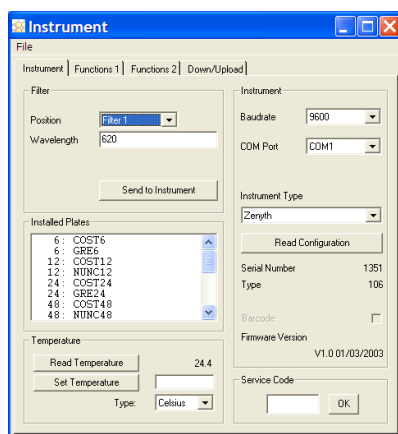 Instrument
File
Instrument Functions 1 Functions 2 Down/Upload
Filter
Position Filter 1
Wavelength 620
Send to Instrument
Installed Plates
6: COST6
6: GRE6
12: COST12
12: NUNC12
24: COST24
24: GRE24
48: COST48
48: NUNC48
Temperature
Read Temperature 24.4
Set Temperature
Type: Celsius
Instrument
Baudrate 9600
COM Port COM1
Instrument Type
Zenyth
Read Configuration
Serial Number 1351
Type 106
Barcode
Firmware Version
V1.0 01/03/2003
Service Code
OK